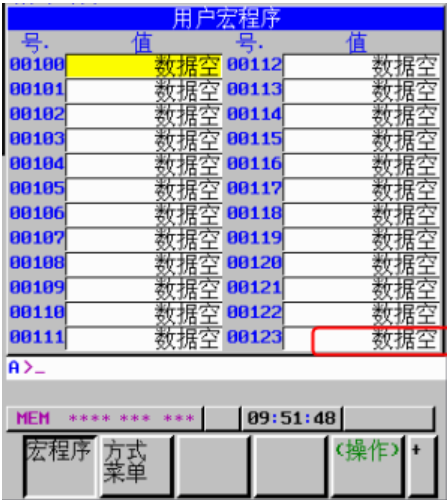 用户宏程序
号. 值 号. 值
00100 数据空 00112 数据空
00101 数据空 00113 数据空
00102 数据空 00114 数据空
00103 数据空 00115 数据空
00104 数据空 00116 数据空
00105 数据空 00117 数据空
00106 数据空 00118 数据空
00107 数据空 00119 数据空
00108 数据空 00120 数据空
00109 数据空 00121 数据空
00110 数据空 00122 数据空
00111 数据空 00123 数据空
A>_
MEM **** *** *** 09:51:48
宏程序 方式菜单 (操作) +